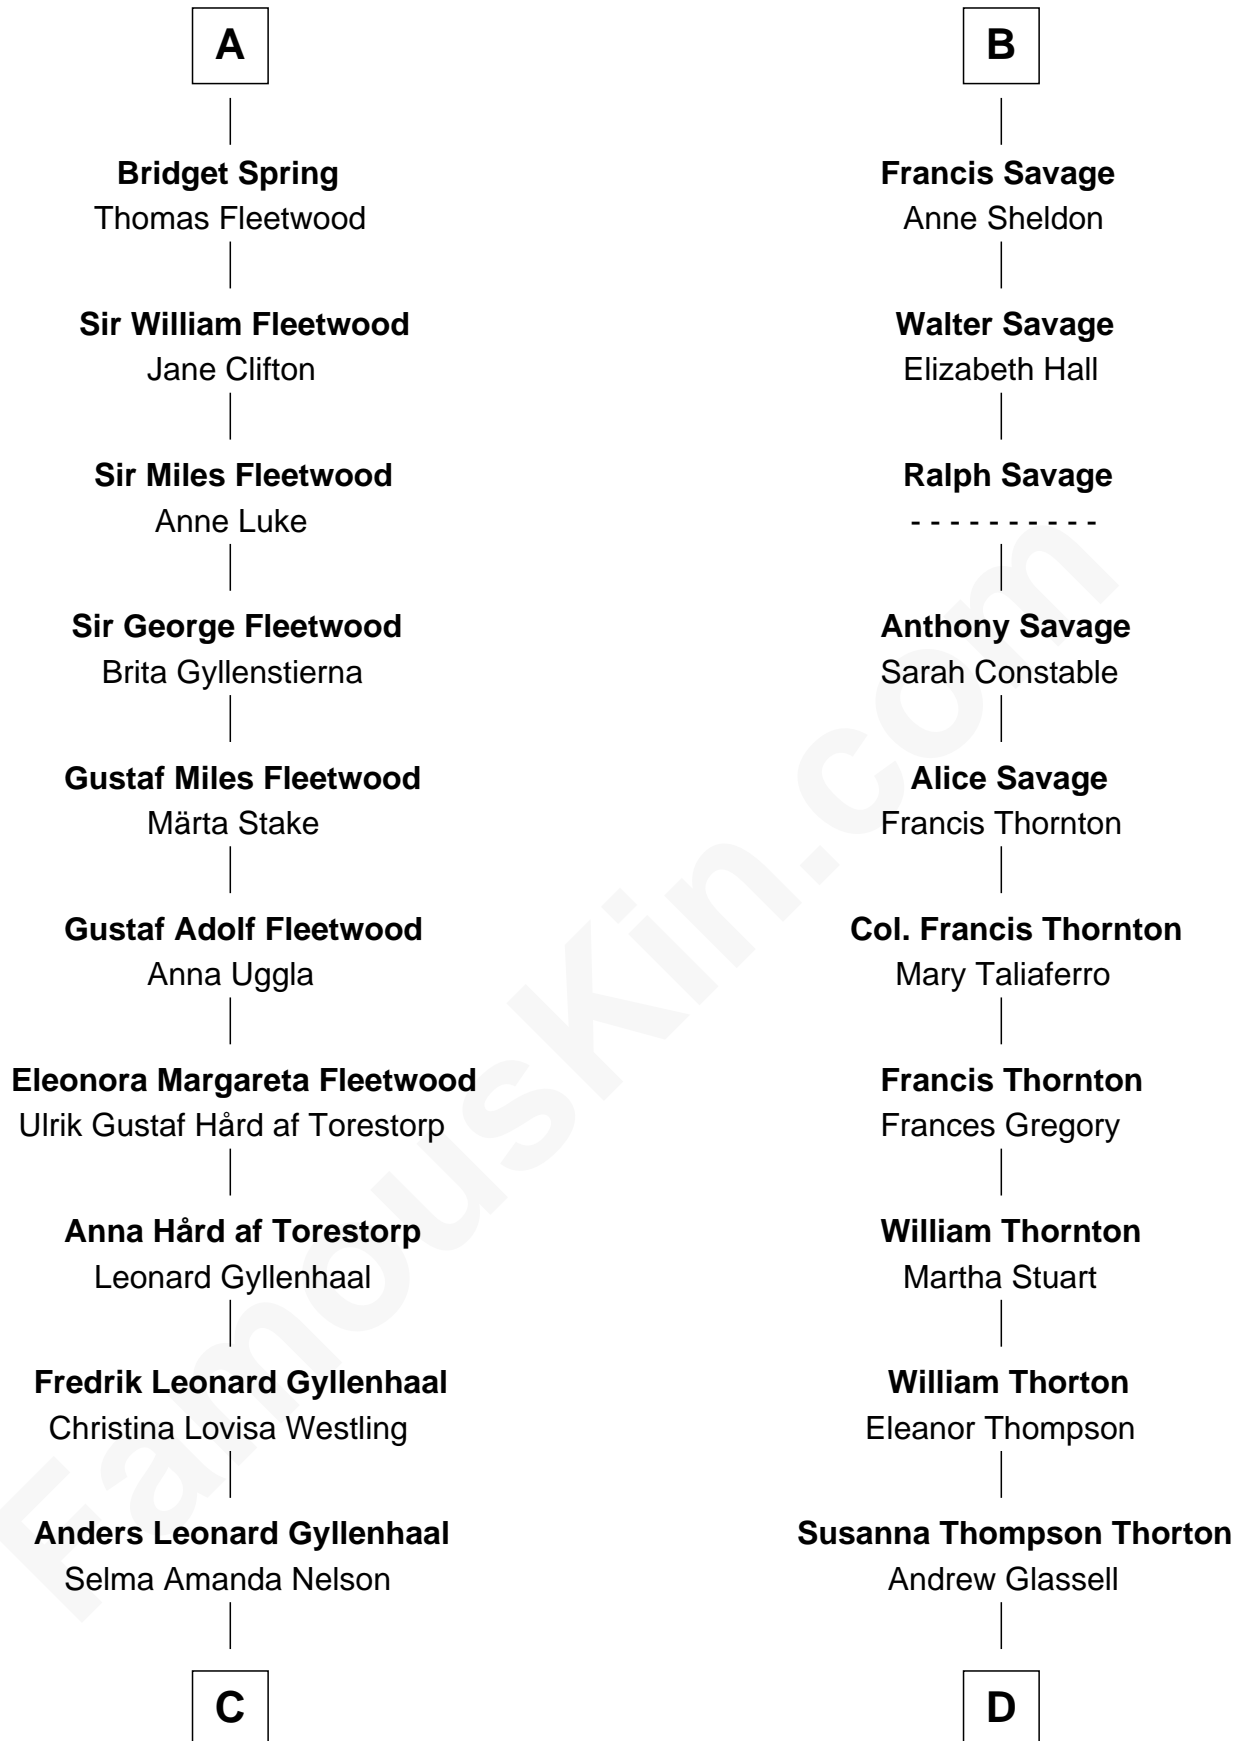 A
Bridget Spring
Thomas Fleetwood
Sir William Fleetwood
Jane Clifton
Sir Miles Fleetwood
Anne Luke
Sir George Fleetwood
Brita Gyllenstierna
Gustaf Miles Fleetwood
Märta Stake
Gustaf Adolf Fleetwood
Anna Uggla
Eleonora Margareta Fleetwood
Ulrik Gustaf Hård af Torestorp
Anna Hård af Torestorp
Leonard Gyllenhaal
Fredrik Leonard Gyllenhaal
Christina Lovisa Westling
Anders Leonard Gyllenhaal
Selma Amanda Nelson
C
B
Francis Savage
Anne Sheldon
Walter Savage
Elizabeth Hall
Ralph Savage
- - - - - - - - - -
Anthony Savage
Sarah Constable
Alice Savage
Francis Thornton
Col. Francis Thornton
Mary Taliaferro
Francis Thornton
Frances Gregory
William Thornton
Martha Stuart
William Thorton
Eleanor Thompson
Susanna Thompson Thorton
Andrew Glassell
D
FamousKin.com